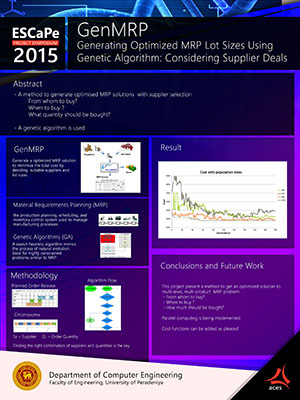 ESCaPe
PROJECT SYMPOSIUM
2015
GenMRP
Generating Optimized MRP Lot Sizes Using
Genetic Algorithm: Considering Supplier Deals
Abstract
- A method to generate optimised MRP solutions with supplier selection
From whom to buy?
When to buy ?
What quantity should be bought?
- A genetic algorithm is used
GenMRP
Generate a optimized MRP solution
to minimize the total cost by
deciding suitable suppliers and
lot sizes.
Material Requirements Planning (MRP)
the production planning, scheduling, and
inventory control system used to manage
manufacturing processes
Genetic Algorithms (GA)
A search heuristic algorithm mimics
the process of natural evolution.
Ideal for highly constrained
problems similar to MRP
Methodology
Planned Order Release
Algorithm Flow
Chromosome
Sx - Supplier Q - Order Quantity
Finding the right combination of suppliers and quantities is the key
Result
Cost with population sizes
Conclusions and Future Work
This project present a method to get an optimized solution to
multi-level, multi-product MRP problem
- From whom to buy?
- When to buy ?
- How much should be bought?
Parallel computing is being implemented
Cost functions can be added as pleased
Department of Computer Engineering
Faculty of Engineering, University of Peradeniya
aces